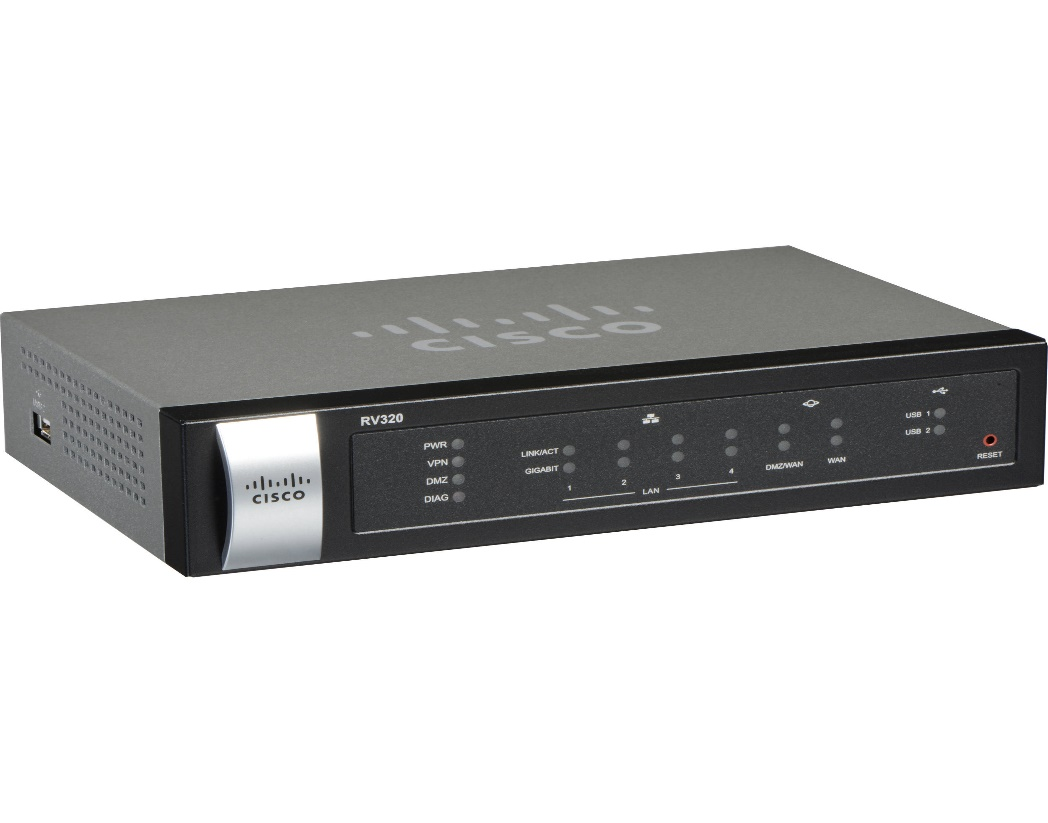 CISCO
RV320
CISCO
PWR
VPN
DMZ
DIAG
LINK/ACT
GIGABIT
1
2
3
4
LAN
DMZ/WAN
WAN
USB 1
USB 2
RESET